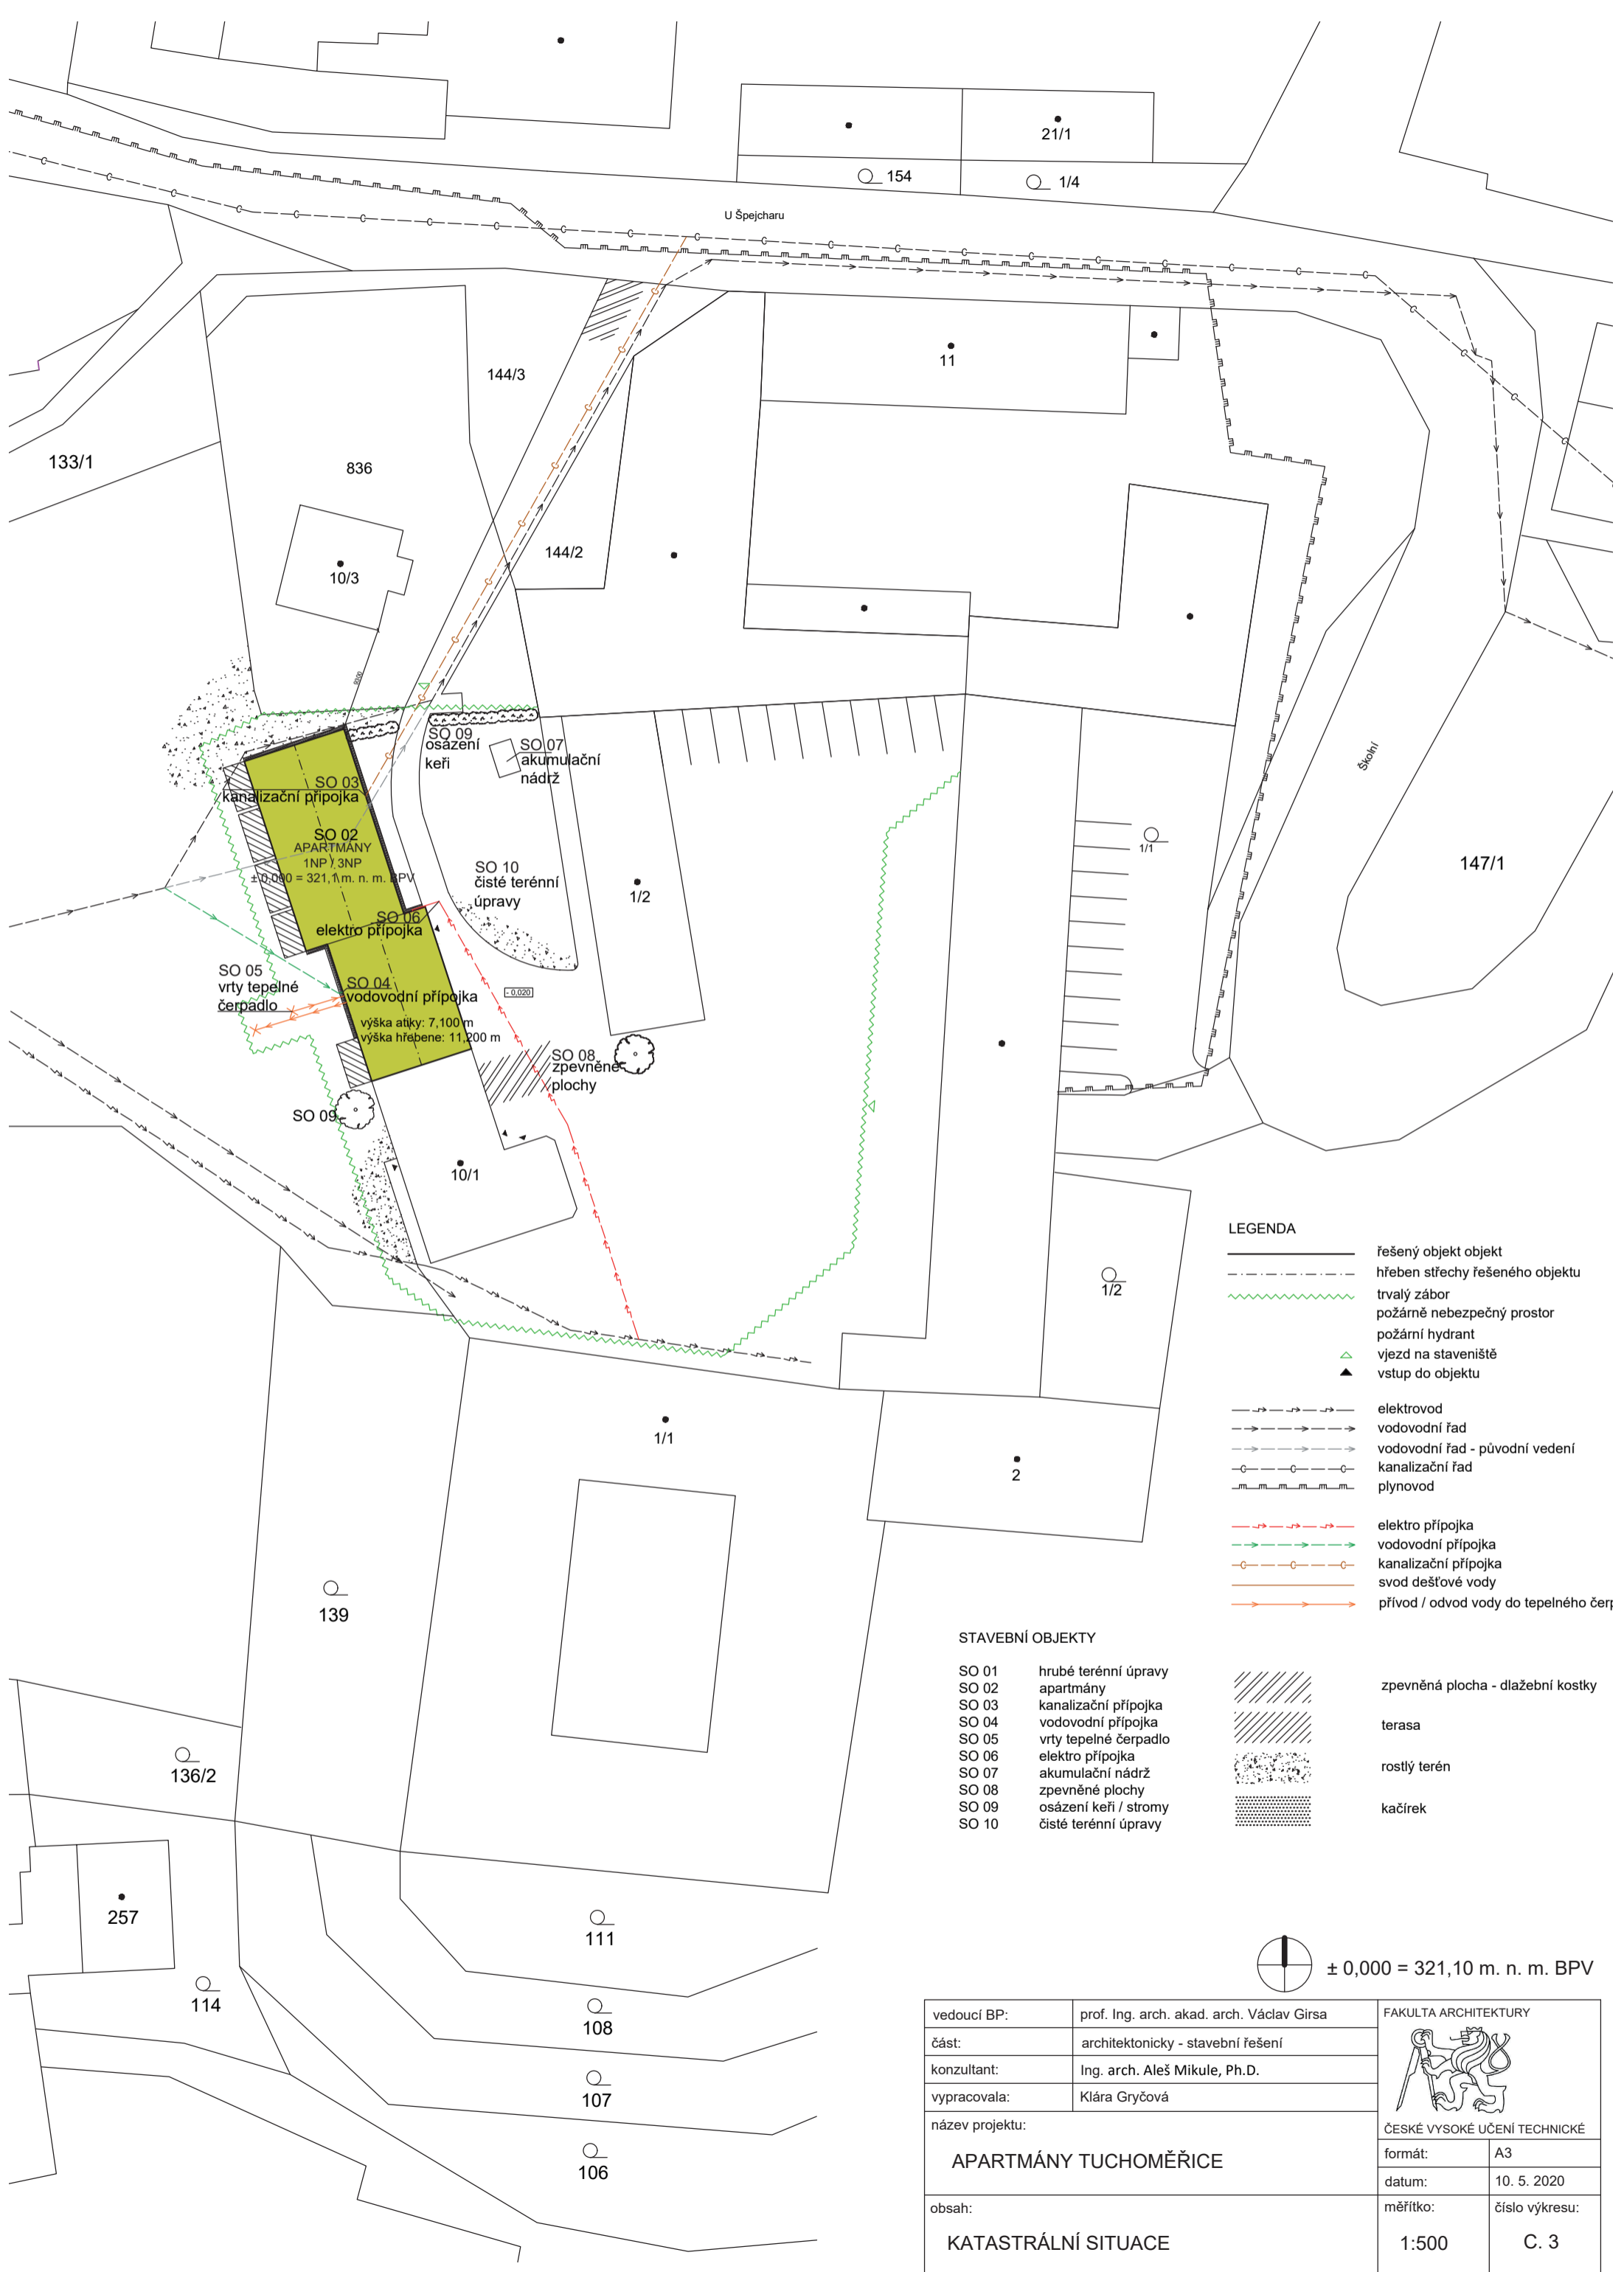 21/1
154
1/4
U Špejcharu
11
144/3
133/1
836
144/2
10/3
SO 09
osázení
keři
SO 07
akumulační
nádrž
Školní
SO 03
kanalizační přípojka
SO 02
APARTMÁNY
1NP / 3NP
± 0,000 = 321,1 m. n. m. BPV
1/1
147/1
SO 10
čisté terénní
úpravy
1/2
SO 06
elektro přípojka
SO 05
vrty tepelné
čerpadlo
SO 04
vodovodní přípojka
- 0,020
výška atiky: 7,100 m
výška hřebene: 11,200 m
SO 08
zpevněné
plochy
SO 09
10/1
1/2
LEGENDA
řešený objekt objekt
hřeben střechy řešeného objektu
trvalý zábor
požárně nebezpečný prostor
požární hydrant
vjezd na staveniště
vstup do objektu
elektrovod
vodovodní řad
vodovodní řad - původní vedení
kanalizační řad
plynovod
elektro přípojka
vodovodní přípojka
kanalizační přípojka
svod dešťové vody
přívod / odvod vody do tepelného čerp
1/1
2
139
STAVEBNÍ OBJEKTY
SO 01 hrubé terénní úpravy
SO 02 apartmány
SO 03 kanalizační přípojka
SO 04 vodovodní přípojka
SO 05 vrty tepelné čerpadlo
SO 06 elektro přípojka
SO 07 akumulační nádrž
SO 08 zpevněné plochy
SO 09 osázení keři / stromy
SO 10 čisté terénní úpravy
zpevněná plocha - dlažební kostky
terasa
rostlý terén
kačírek
136/2
257
111
114
108
107
106
± 0,000 = 321,10 m. n. m. BPV
vedoucí BP: prof. Ing. arch. akad. arch. Václav Girsa
část: architektonicky - stavební řešení
konzultant: Ing. arch. Aleš Mikule, Ph.D.
vypracovala: Klára Gryčová
název projektu:
APARTMÁNY TUCHOMĚŘICE
obsah:
KATASTRÁLNÍ SITUACE
FAKULTA ARCHITEKTURY
ČESKÉ VYSOKÉ UČENÍ TECHNICKÉ
formát: A3
datum: 10. 5. 2020
měřítko: číslo výkresu:
1:500 C. 3